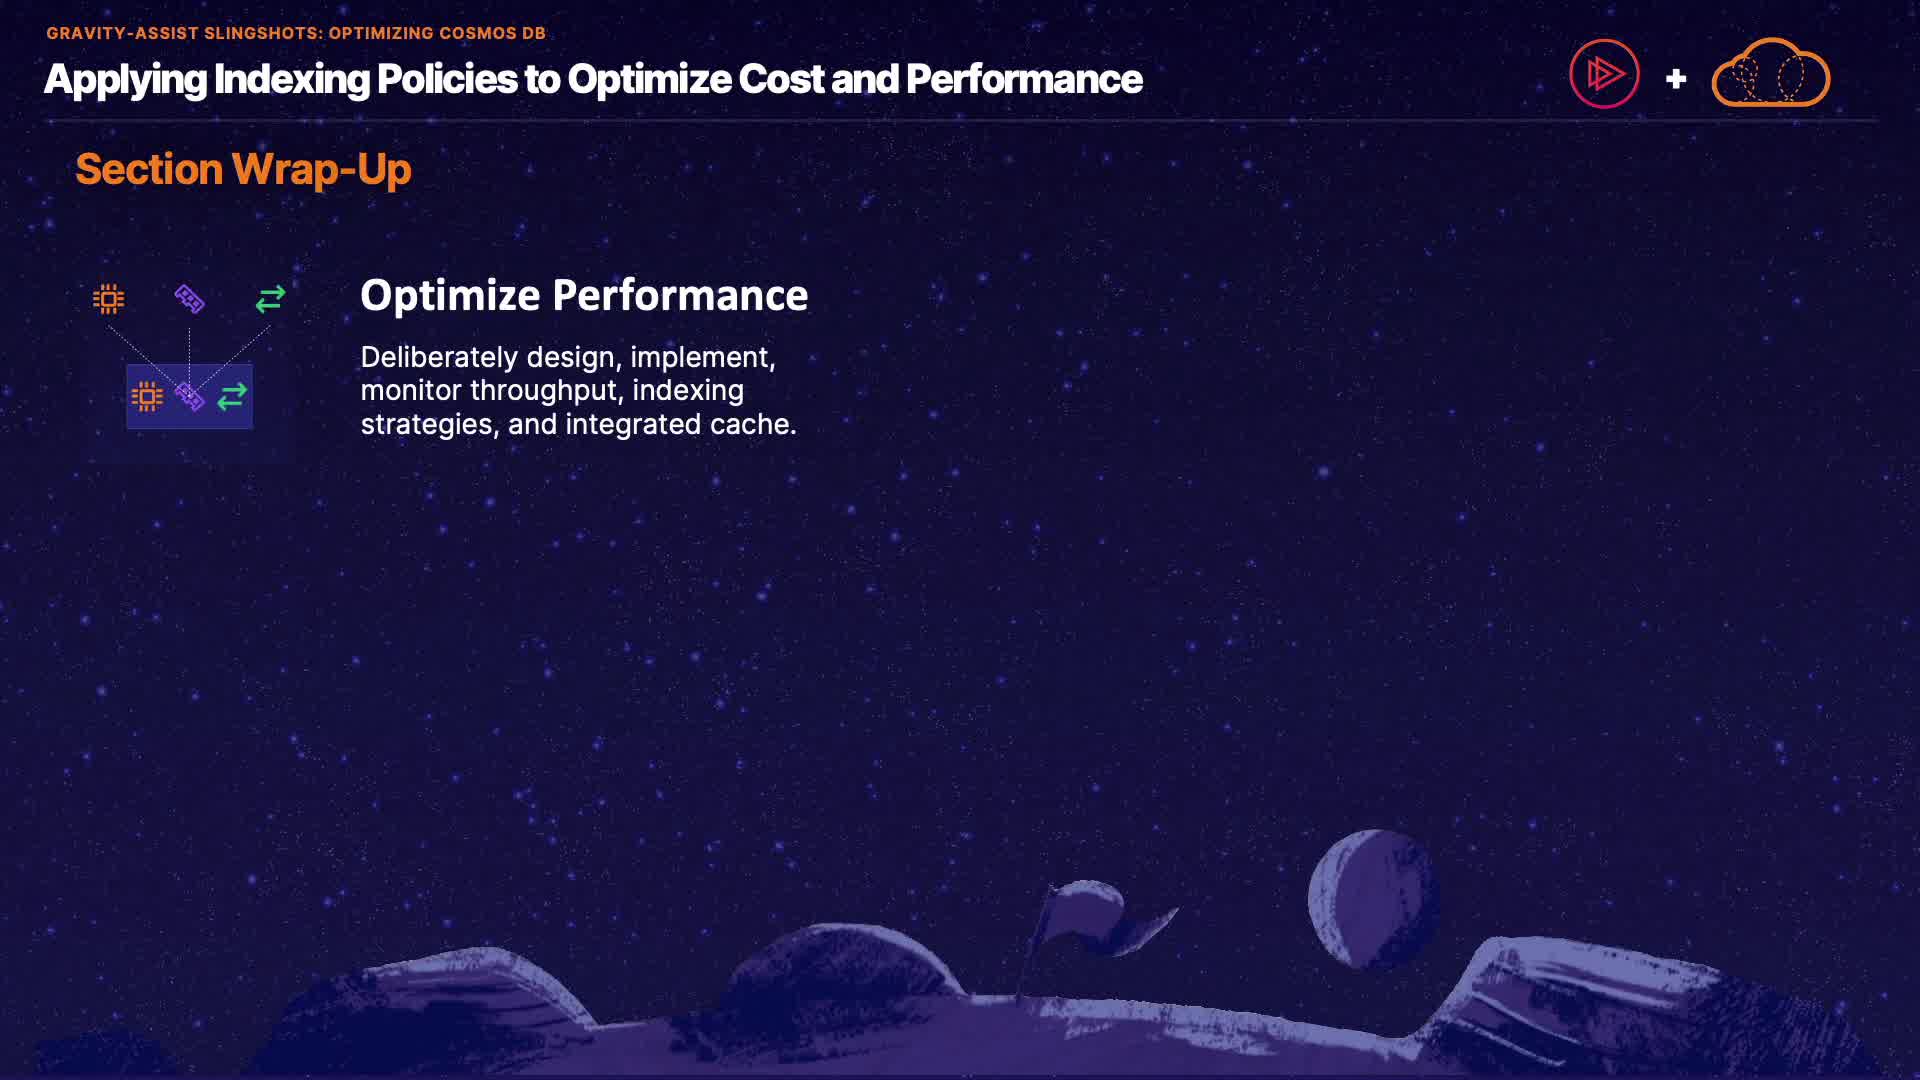 GRAVITY-ASSIST SLINGSHOTS: OPTIMIZING COSMOS DB
Applying Indexing Policies to Optimize Cost and Performance
Section Wrap-Up
Optimize Performance
Deliberately design, implement,
monitor throughput, indexing
strategies, and integrated cache.